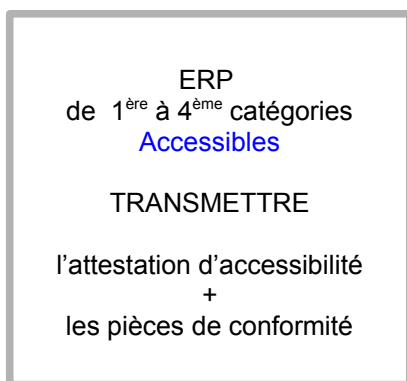 ERP
de 1ère à 4ème catégories
Accessibles
TRANSMETTRE
l’attestation d’accessibilité
+
les pièces de conformité